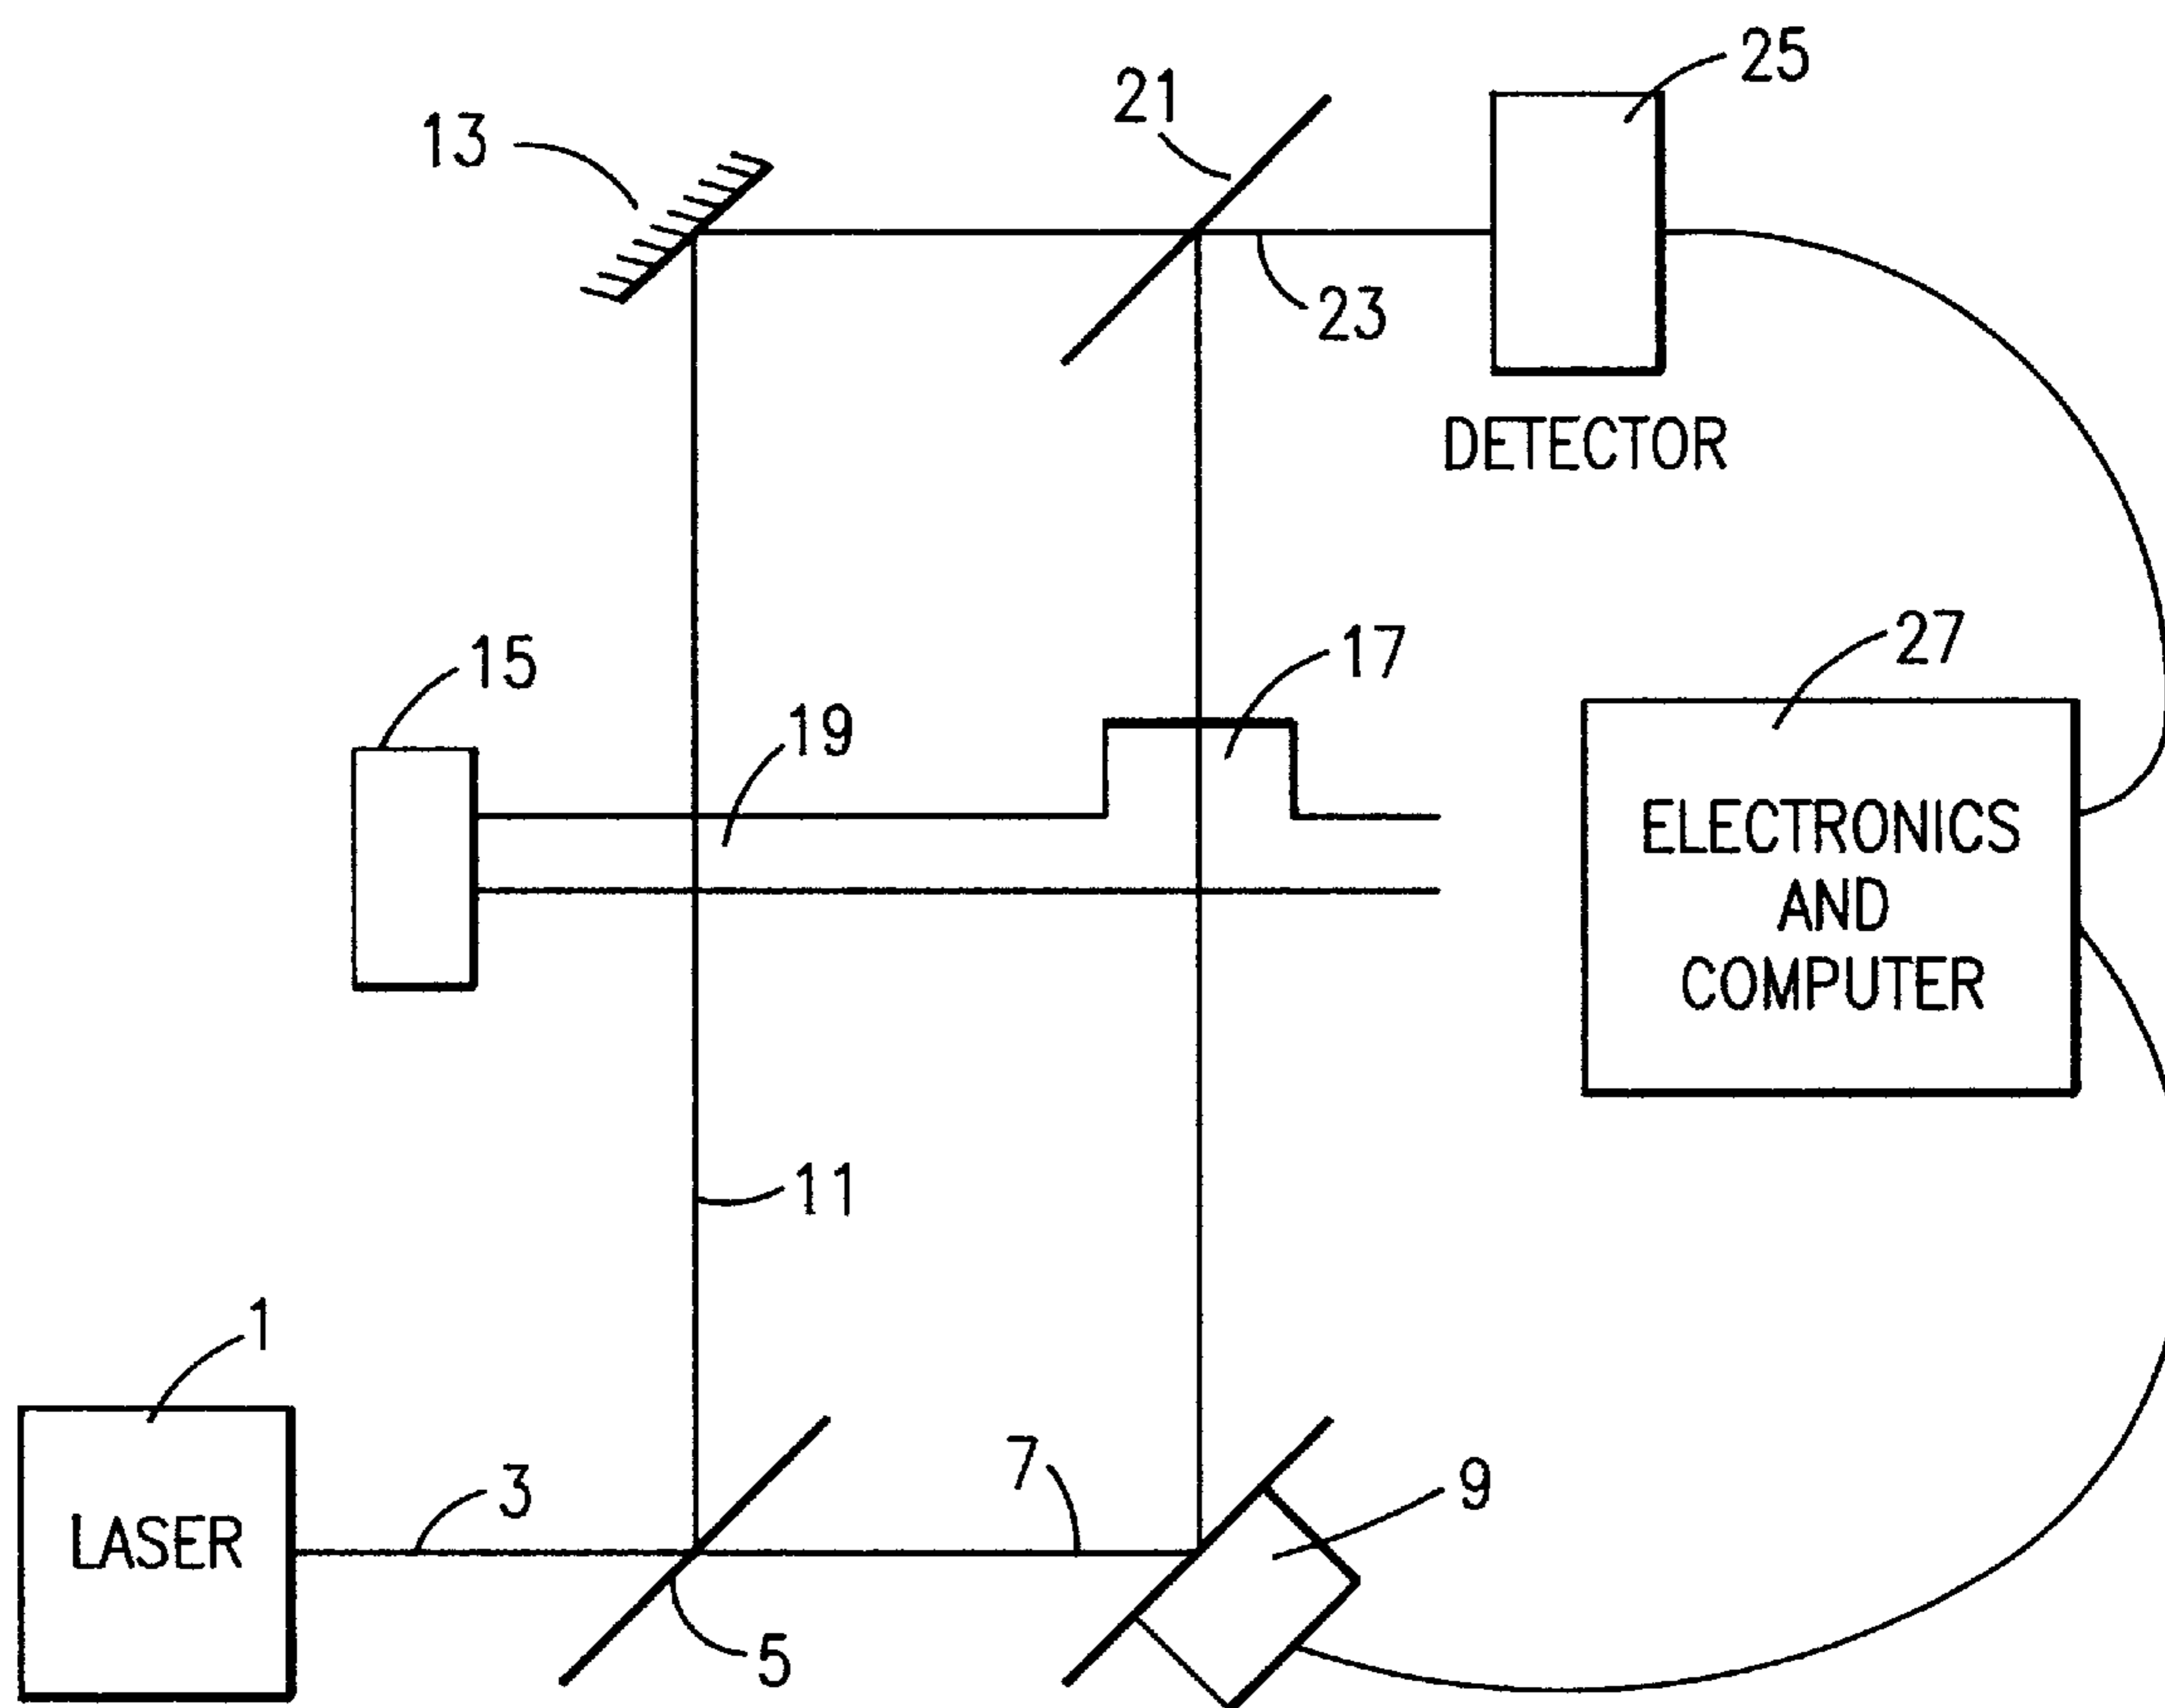 25
21
13
23
DETECTOR
27
17
15
19
ELECTRONICS
AND
COMPUTER
11
1
7
9
3
LASER
5